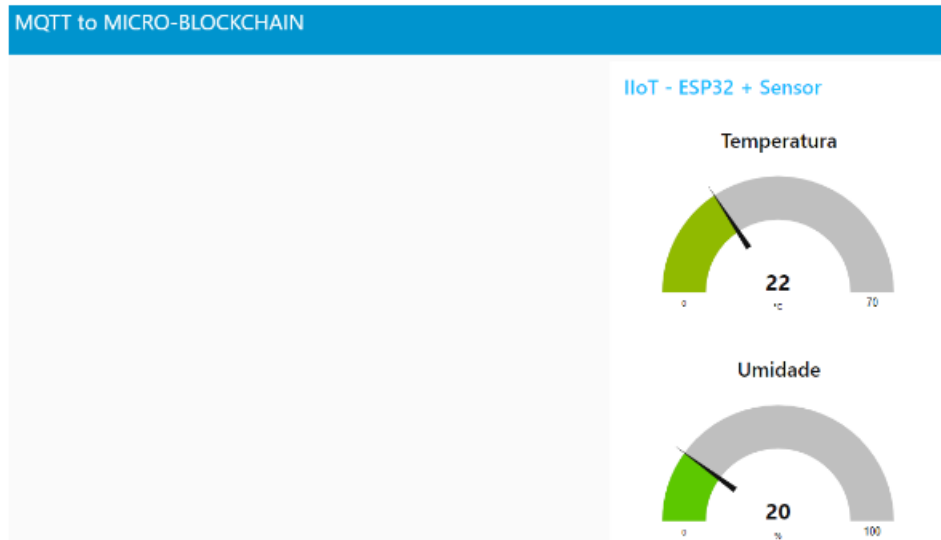 MQTT to MICRO-BLOCKCHAIN
IIoT - ESP32 + Sensor
Temperatura
22
0 °C 70
Umidade
20
0 % 100